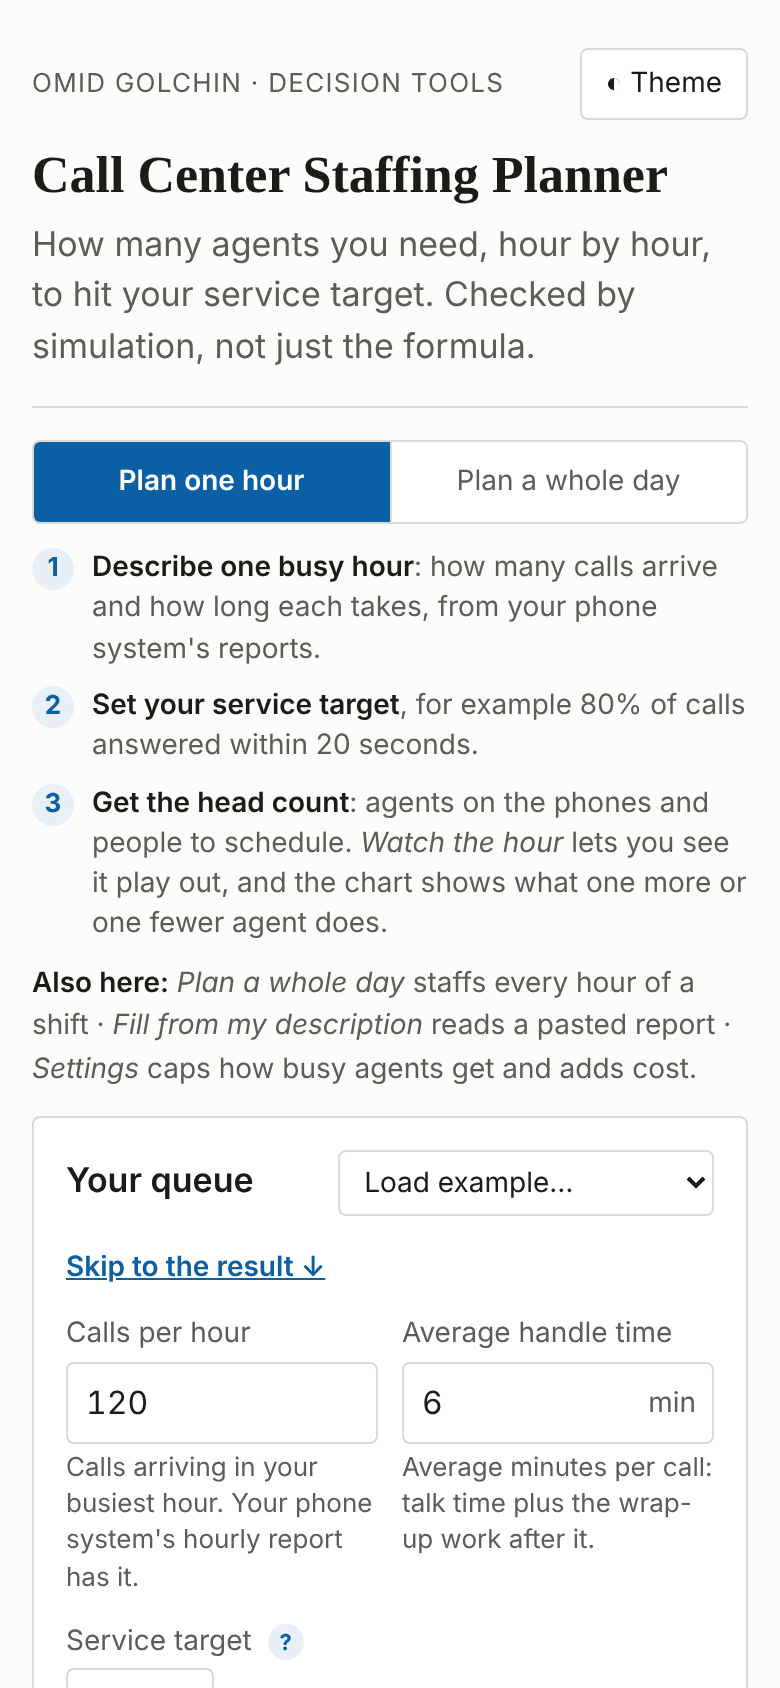 OMID GOLCHIN · DECISION TOOLS
Theme
Call Center Staffing Planner
How many agents you need, hour by hour,
to hit your service target. Checked by
simulation, not just the formula.
Plan one hour
Plan a whole day
1 Describe one busy hour: how many calls arrive
and how long each takes, from your phone
system's reports.
2 Set your service target, for example 80% of calls
answered within 20 seconds.
3 Get the head count: agents on the phones and
people to schedule. Watch the hour lets you see
it play out, and the chart shows what one more or
one fewer agent does.
Also here: Plan a whole day staffs every hour of a
shift · Fill from my description reads a pasted report ·
Settings caps how busy agents get and adds cost.
Your queue
Load example...
Skip to the result ↓
Calls per hour
120
Calls arriving in your
busiest hour. Your phone
system's hourly report
has it.
Average handle time
6 min
Average minutes per call:
talk time plus the wrap-
up work after it.
Service target ?